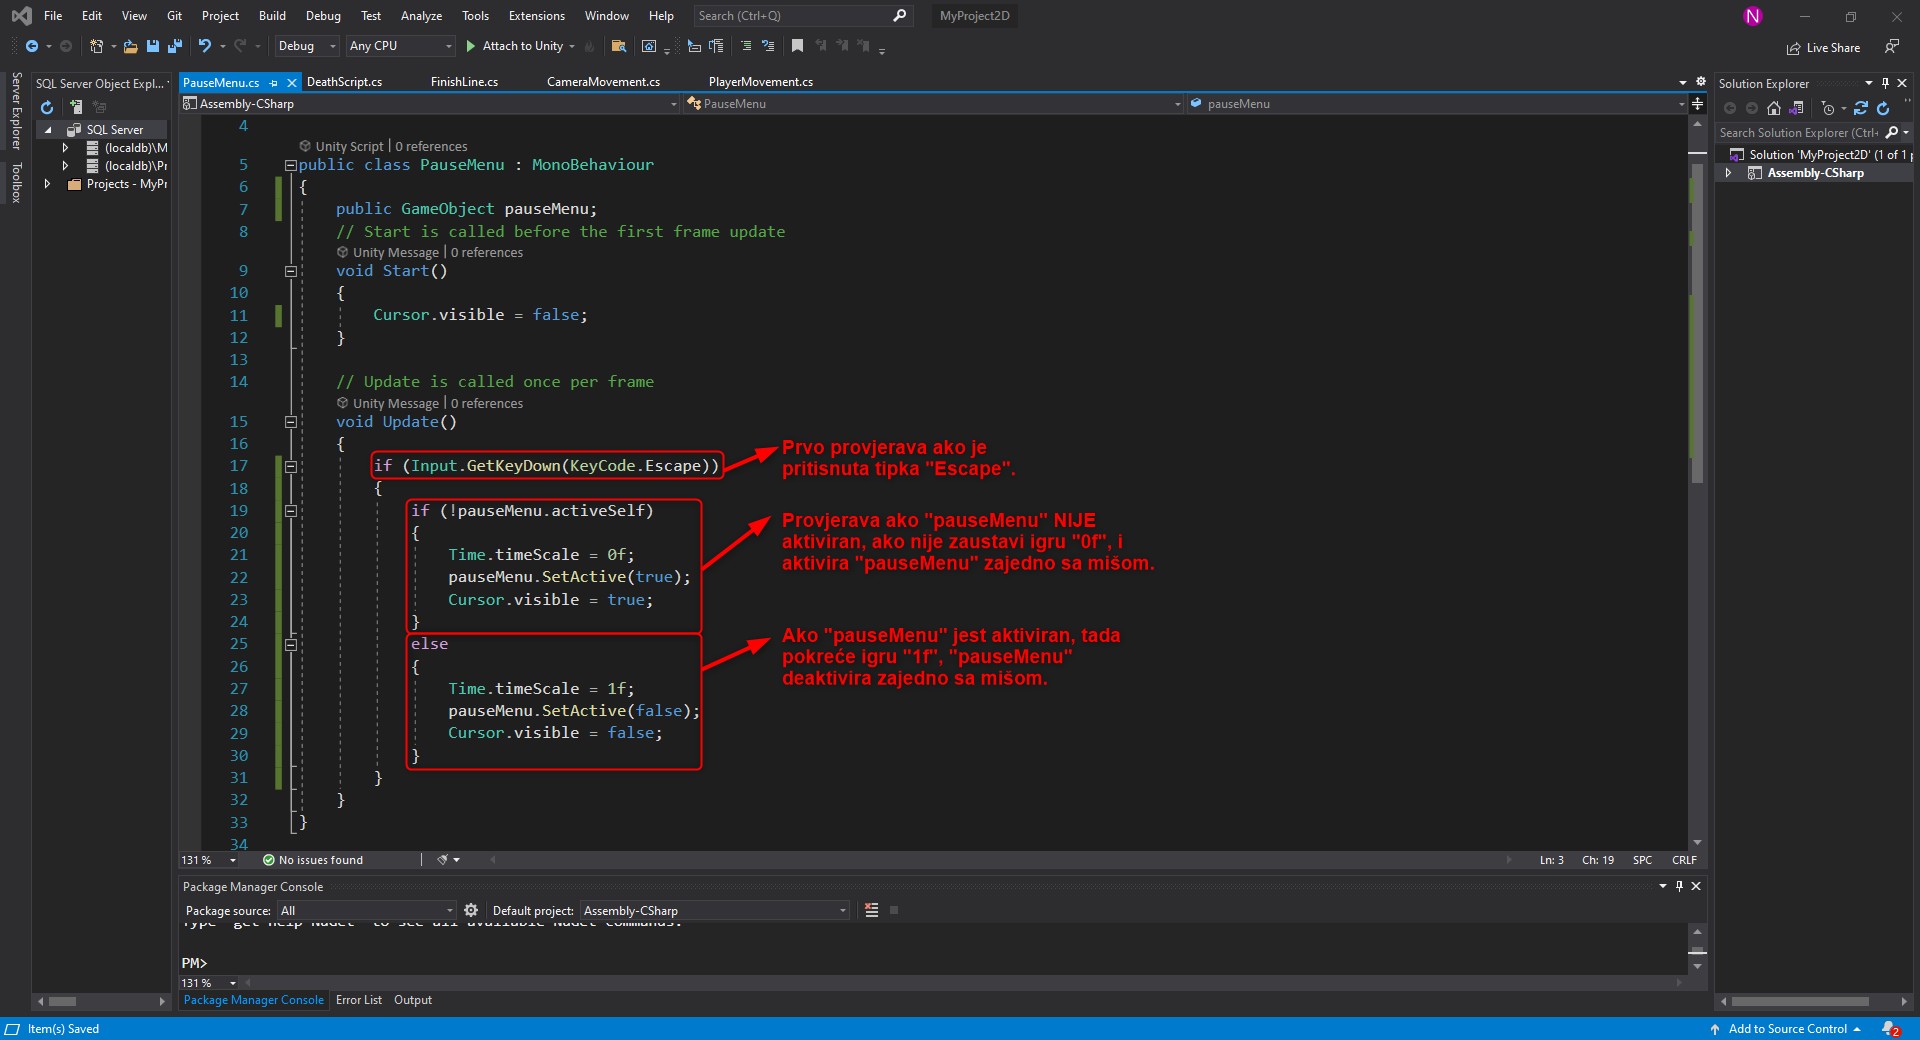 File Edit View Git Project Build Debug Test Analyze Tools Extensions Window Help Search (Ctrl+Q) MyProject2D N
Debug Any CPU Attach to Unity Live Share
Server Explorer
Toolbox
SQL Server Object Expl...
SQL Server
(localdb)\M
(localdb)\Pr
Projects - MyPr
PauseMenu.cs DeathScript.cs FinishLine.cs CameraMovement.cs PlayerMovement.cs
Assembly-CSharp PauseMenu pauseMenu
4
Unity Script | 0 references
5 public class PauseMenu : MonoBehaviour
6 {
7 public GameObject pauseMenu;
8 // Start is called before the first frame update
Unity Message | 0 references
9 void Start()
10 {
11 Cursor.visible = false;
12 }
13
14 // Update is called once per frame
Unity Message | 0 references
15 void Update()
16 {
17 if (Input.GetKeyDown(KeyCode.Escape))
18 {
19 if (!pauseMenu.activeSelf)
20 {
21 Time.timeScale = 0f;
22 pauseMenu.SetActive(true);
23 Cursor.visible = true;
24 }
25 else
26 {
27 Time.timeScale = 1f;
28 pauseMenu.SetActive(false);
29 Cursor.visible = false;
30 }
31 }
32 }
33 }
34
Prvo provjerava ako je
pritisnuta tipka "Escape".
Provjerava ako "pauseMenu" NIJE
aktiviran, ako nije zaustavi igru "0f", i
aktivira "pauseMenu" zajedno sa mišom.
Ako "pauseMenu" jest aktiviran, tada
pokreće igru "1f", "pauseMenu"
deaktivira zajedno sa mišom.
131 % No issues found Ln: 3 Ch: 19 SPC CRLF
Package Manager Console
Package source: All Default project: Assembly-CSharp
Type 'get-help NuGet' to see all available NuGet commands.
PM>
131 %
Package Manager Console Error List Output
Solution Explorer
Search Solution Explorer (Ctrl+
Solution 'MyProject2D' (1 of 1 p
Assembly-CSharp
Item(s) Saved Add to Source Control 2